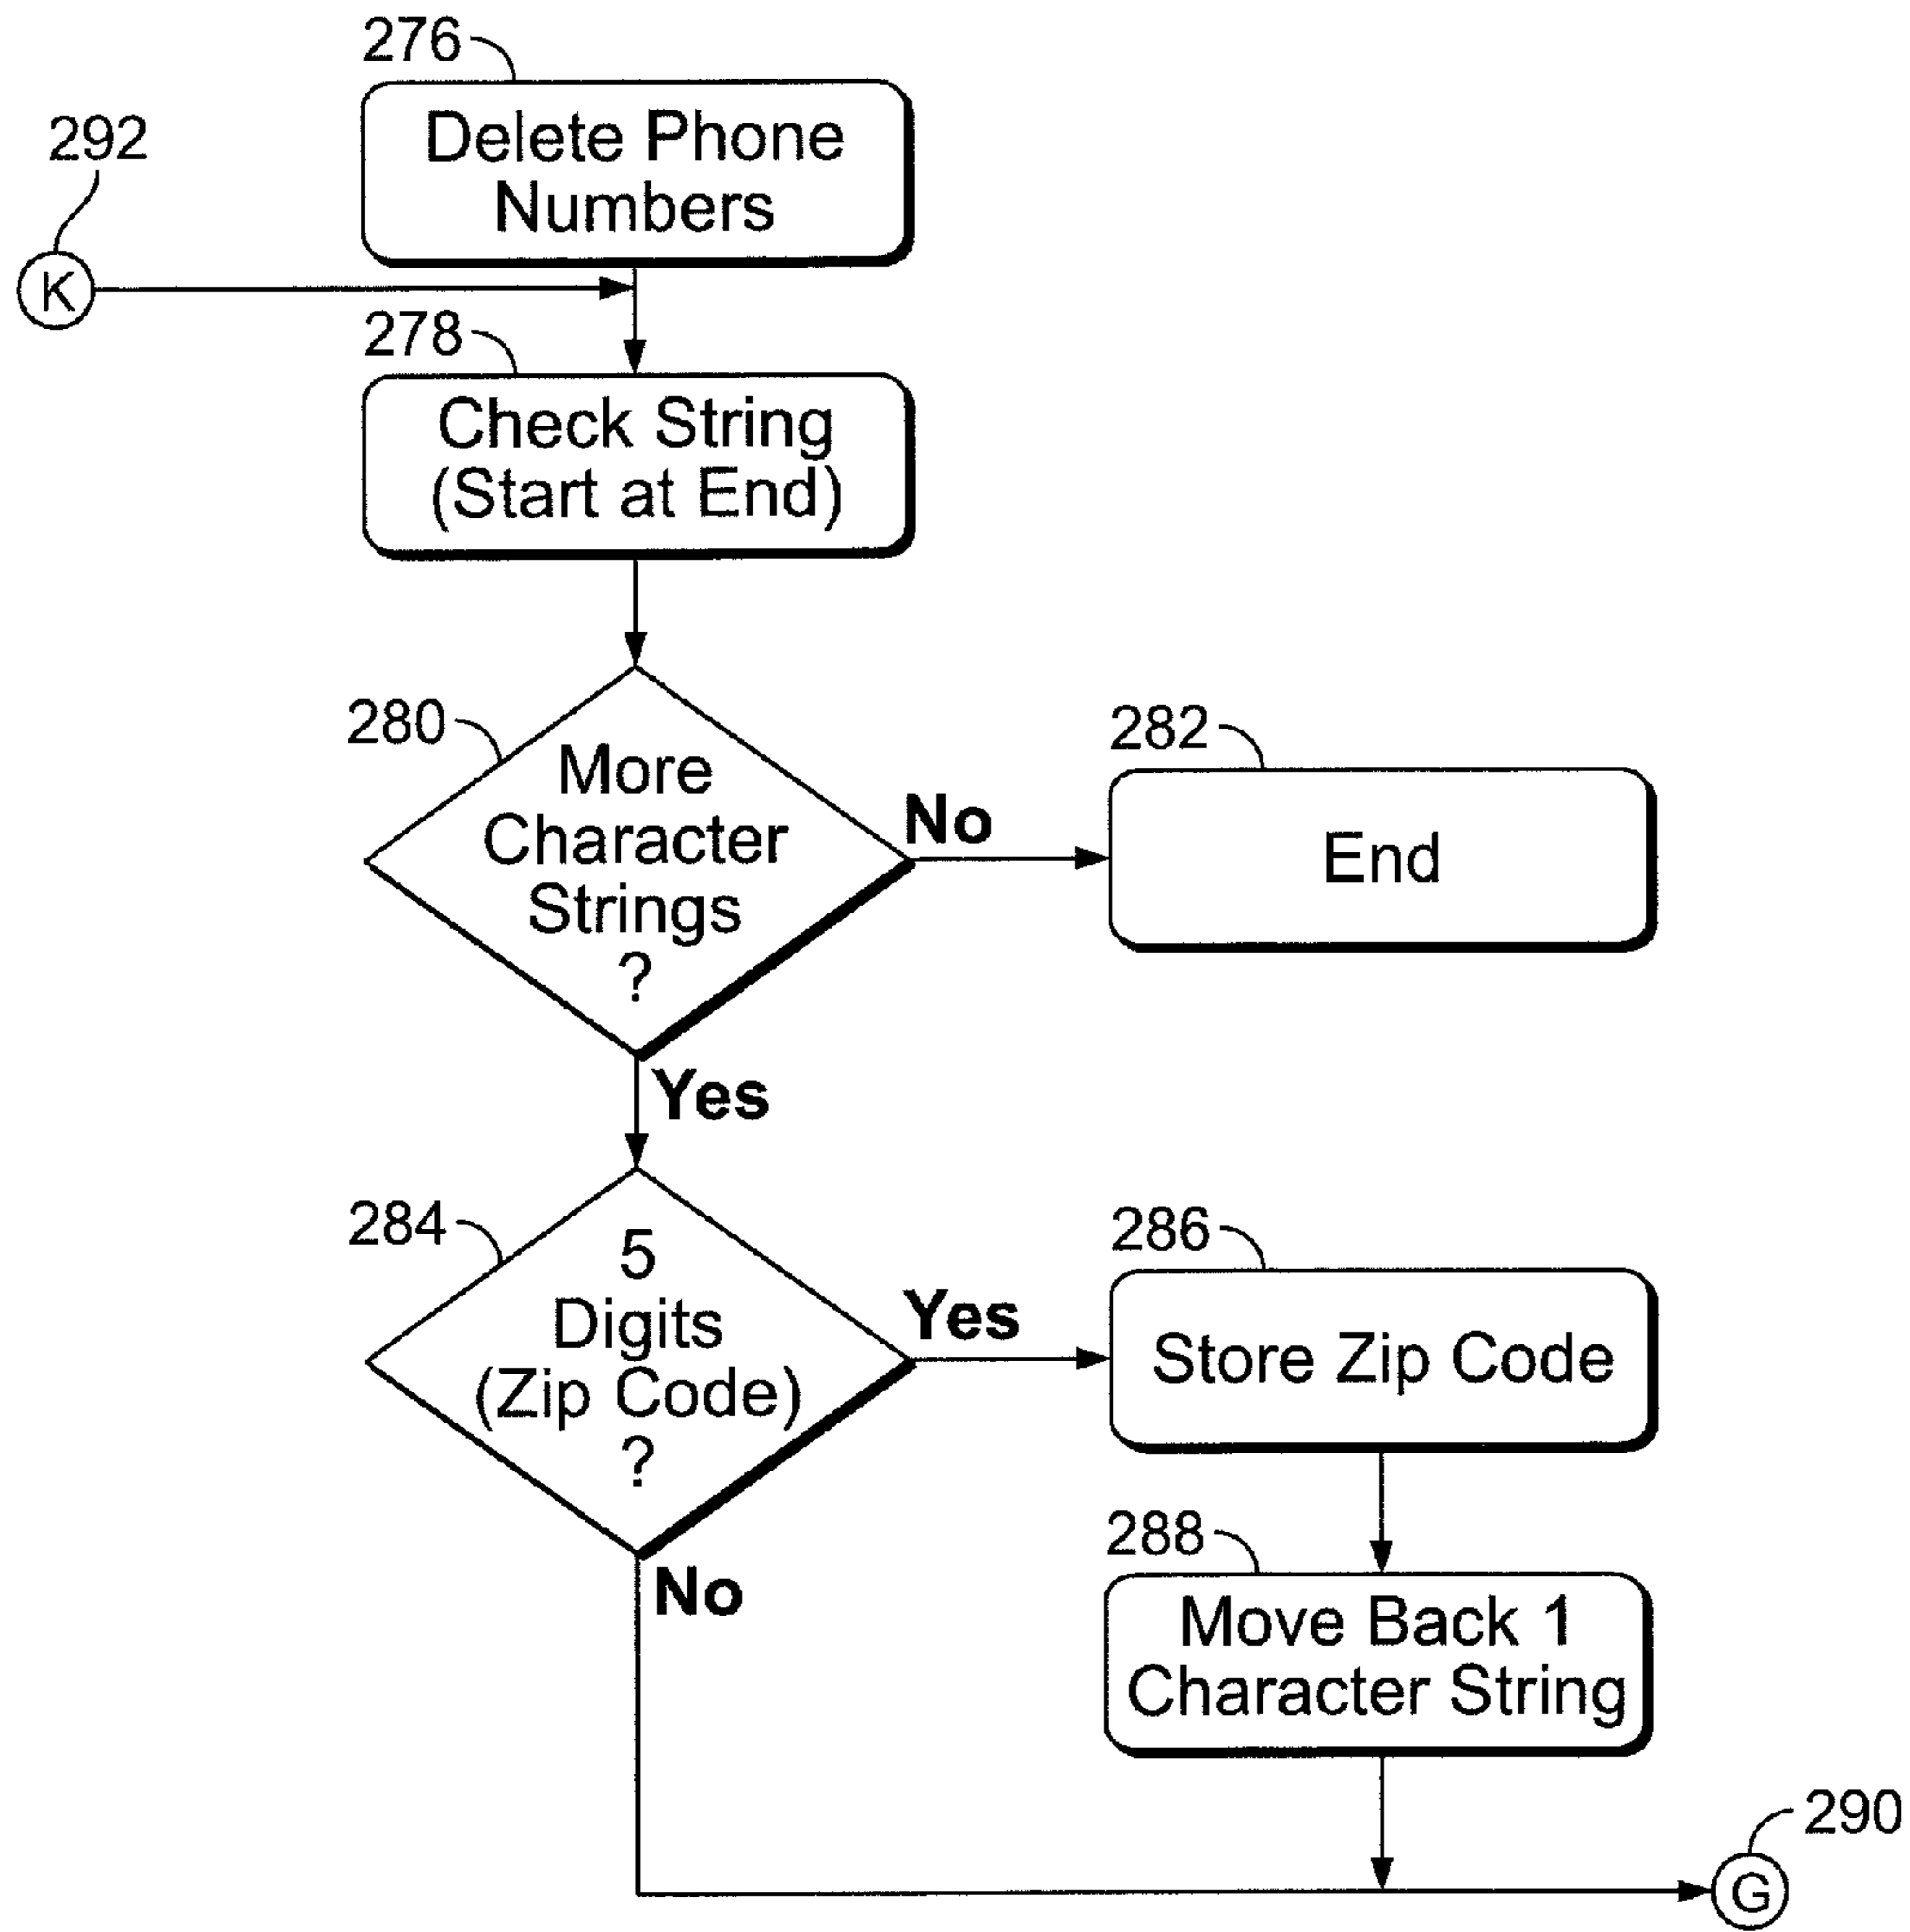 276
Delete Phone
Numbers
292
K
278
Check String
(Start at End)
280
More
Character
Strings
?
No
282
End
Yes
284
5
Digits
(Zip Code)
?
Yes
286
Store Zip Code
No
288
Move Back 1
Character String
290
G